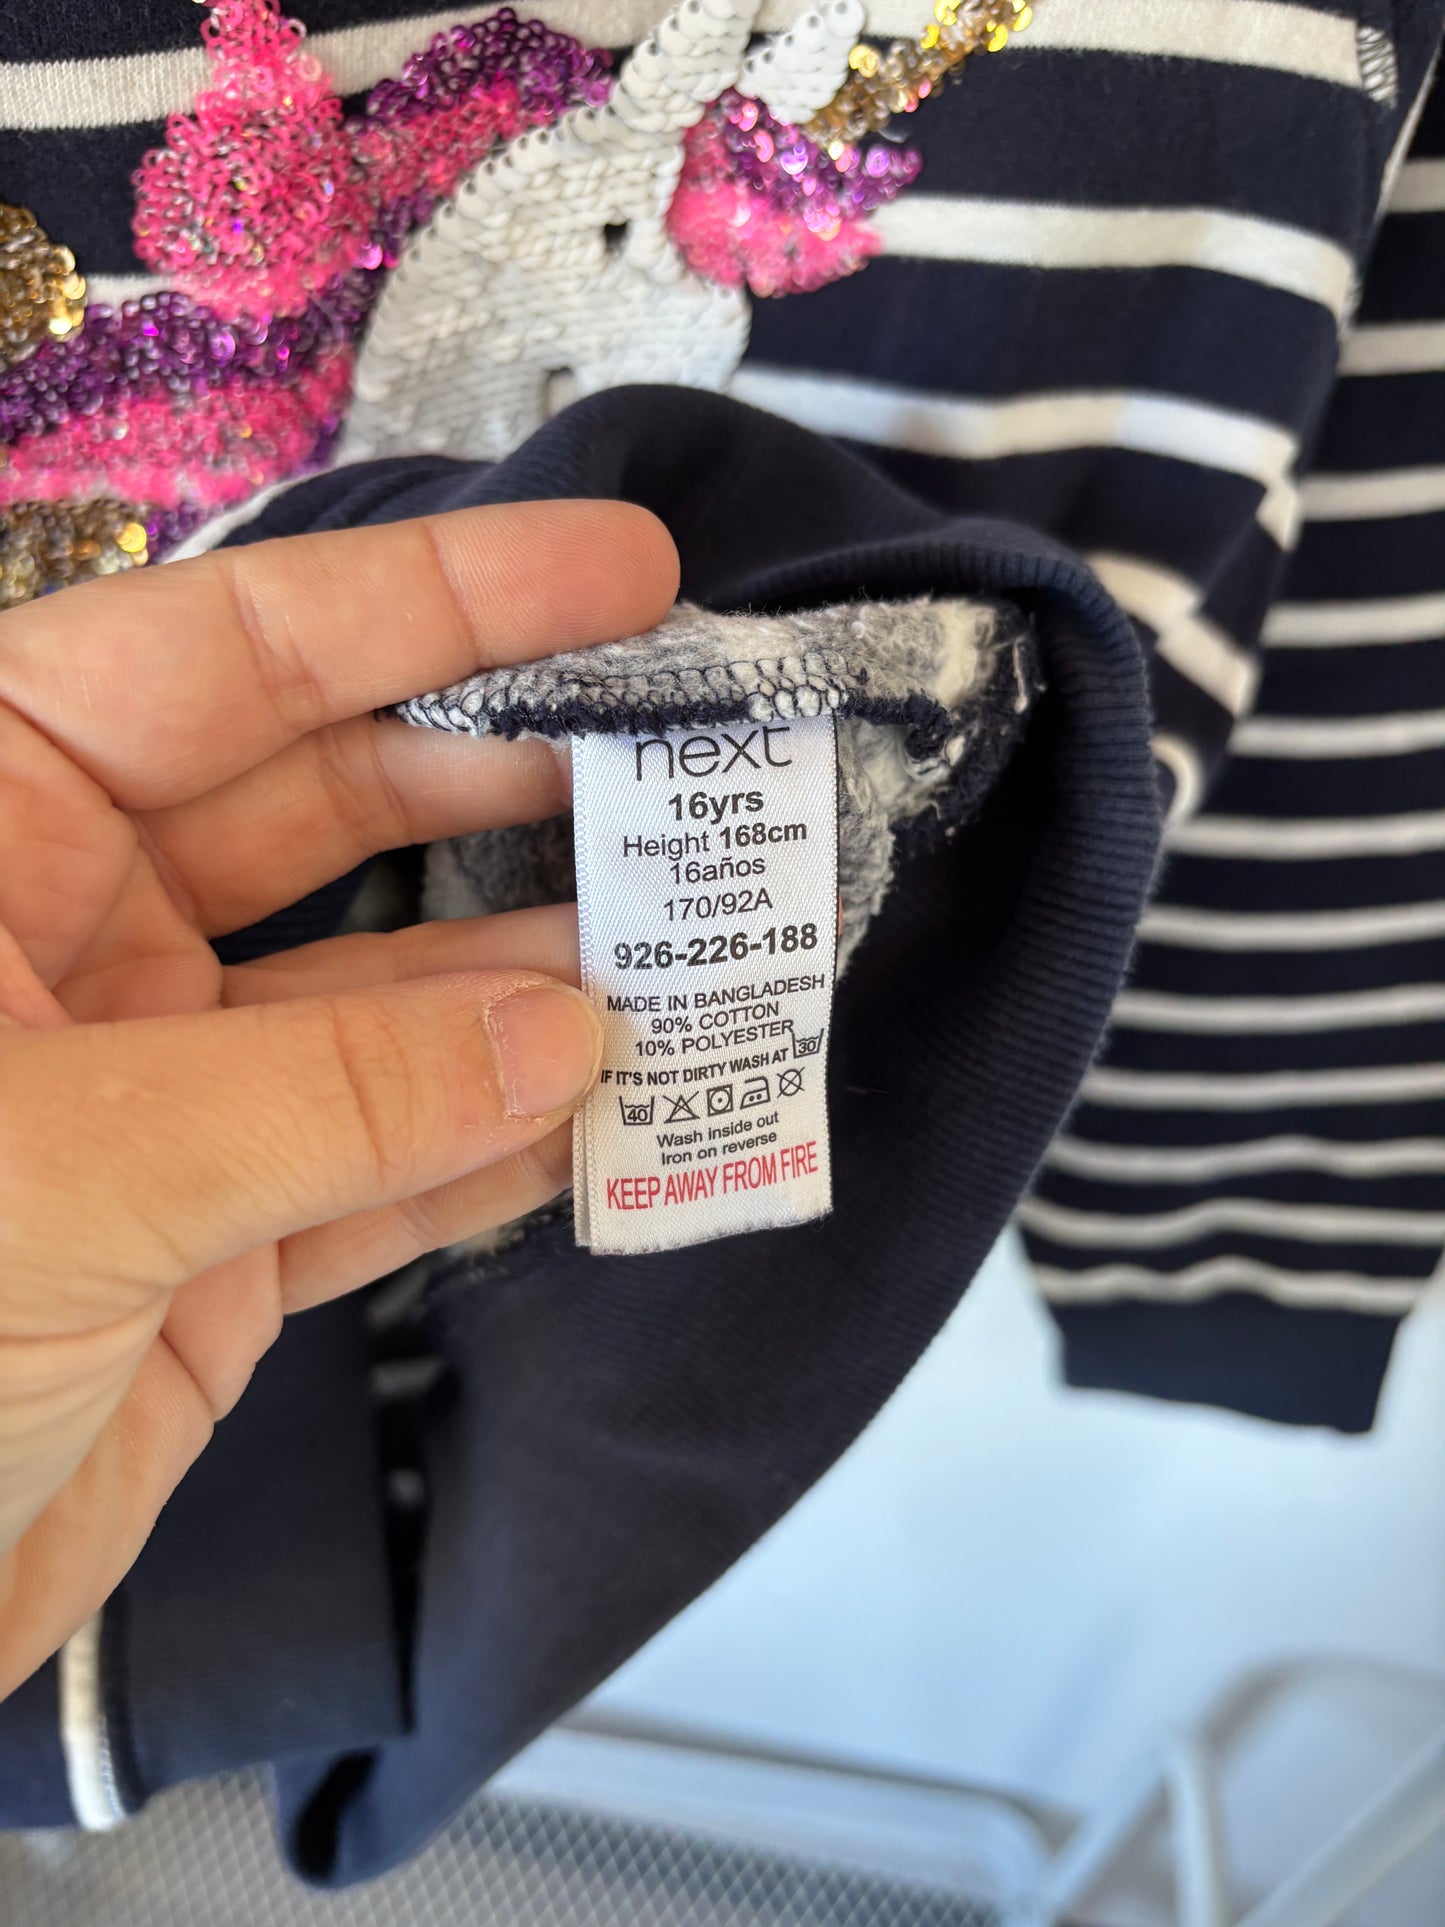 next
16yrs
Height 168cm
16años
170/92A
926-226-188
MADE IN BANGLADESH
90% COTTON
10% POLYESTER
IF IT'S NOT DIRTY WASH AT 30
40
Wash inside out
Iron on reverse
KEEP AWAY FROM FIRE